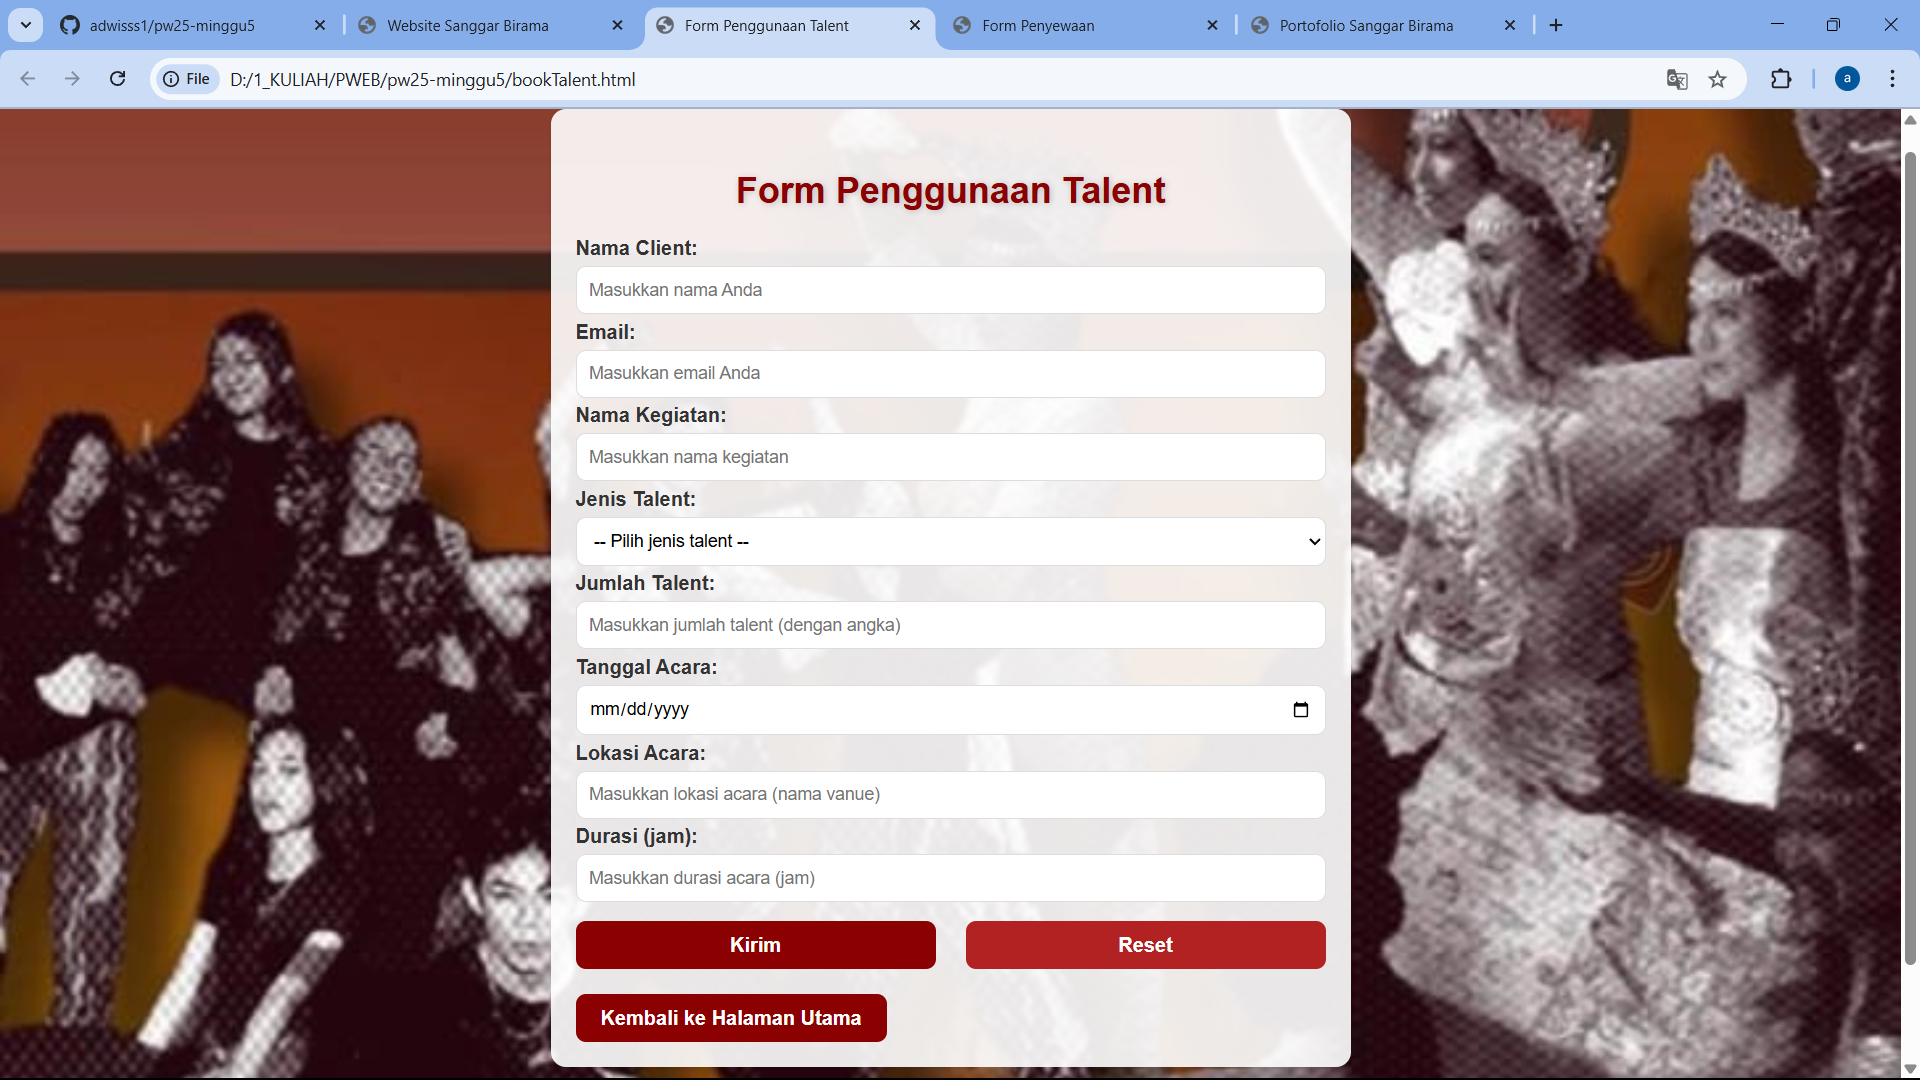 adwisss1/pw25-minggu5
Website Sanggar Birama
Form Penggunaan Talent
Form Penyewaan
Portofolio Sanggar Birama
File
D:/1_KULIAH/PWEB/pw25-minggu5/bookTalent.html
a
Form Penggunaan Talent
Nama Client:
Masukkan nama Anda
Email:
Masukkan email Anda
Nama Kegiatan:
Masukkan nama kegiatan
Jenis Talent:
-- Pilih jenis talent --
Jumlah Talent:
Masukkan jumlah talent (dengan angka)
Tanggal Acara:
mm/dd/yyyy
Lokasi Acara:
Masukkan lokasi acara (nama vanue)
Durasi (jam):
Masukkan durasi acara (jam)
Kirim
Reset
Kembali ke Halaman Utama